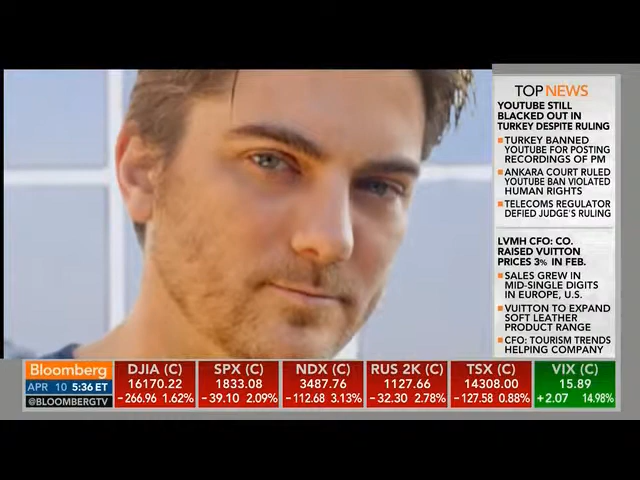 TOP NEWS
YOUTUBE STILL
BLACKED OUT IN
TURKEY DESPITE RULING
TURKEY BANNED
YOUTUBE FOR POSTING
RECORDINGS OF PM
ANKARA COURT RULED
YOUTUBE BAN VIOLATED
HUMAN RIGHTS
TELECOMS REGULATOR
DEFIED JUDGE'S RULING
LVMH CFO: CO.
RAISED VUITTON
PRICES 3% IN FEB.
SALES GREW IN
MID-SINGLE DIGITS
IN EUROPE, U.S.
VUITTON TO EXPAND
SOFT LEATHER
PRODUCT RANGE
CFO: TOURISM TRENDS
HELPING COMPANY
Bloomberg
APR 10 5:36 ET
@BLOOMBERGTV
DJIA (C)
16170.22
-266.96 1.62%
SPX (C)
1833.08
-39.10 2.09%
NDX (C)
3487.76
-112.68 3.13%
RUS 2K (C)
1127.66
-32.30 2.78%
TSX (C)
14308.00
-127.58 0.88%
VIX (C)
15.89
+2.07 14.98%